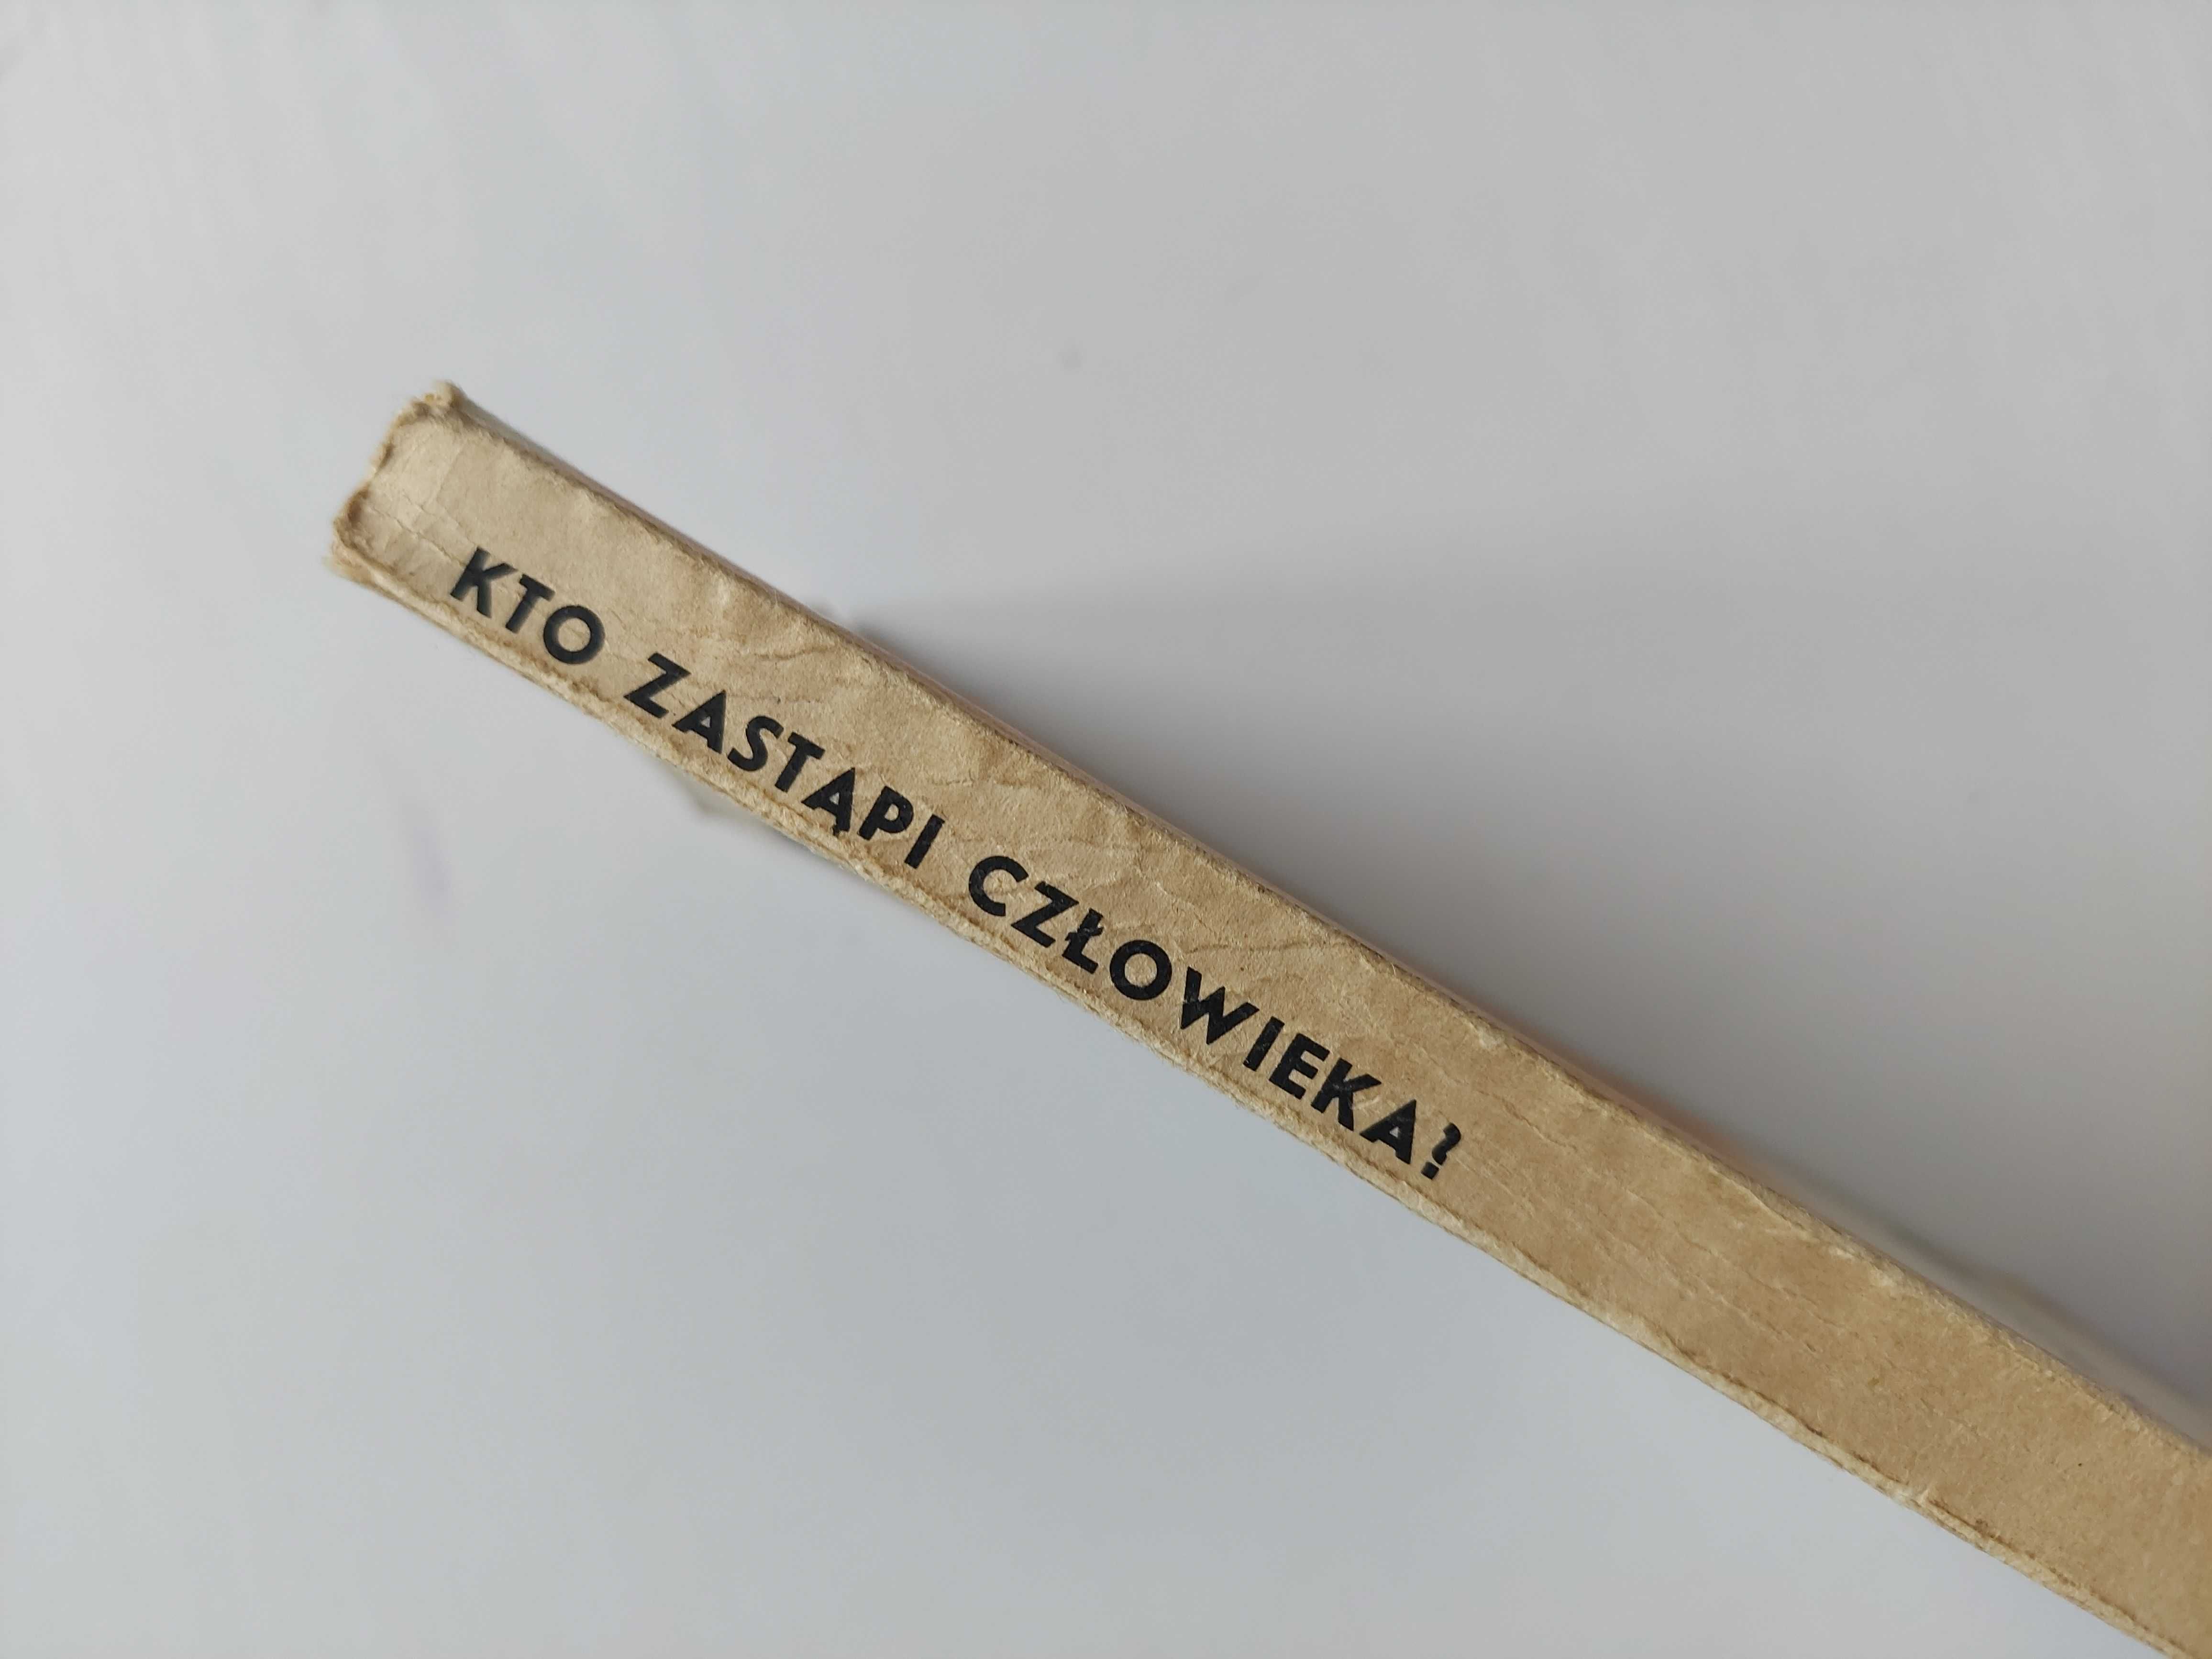 KTO ZASTĄPI CZŁOWIEKA?